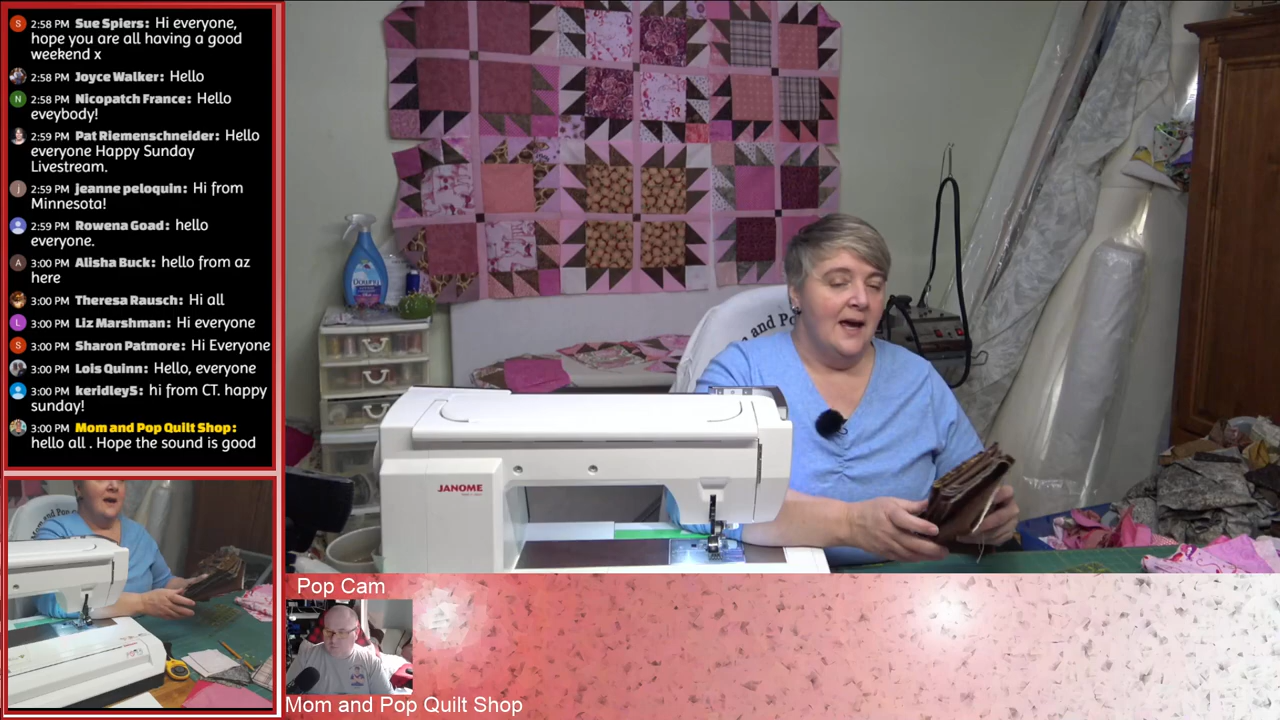 2:58 PM Sue Spiers: Hi everyone,
hope you are all having a good
weekend x
2:58 PM Joyce Walker: Hello
2:58 PM Nicopatch France: Hello
eveybody!
2:59 PM Pat Riemenschneider: Hello
everyone Happy Sunday
Livestream.
2:59 PM jeanne peloquin: Hi from
Minnesota!
2:59 PM Rowena Goad: hello
everyone.
3:00 PM Alisha Buck: hello from az
here
3:00 PM Theresa Rausch: Hi all
3:00 PM Liz Marshman: Hi everyone
3:00 PM Sharon Patmore: Hi Everyone
3:00 PM Lois Quinn: Hello, everyone
3:00 PM keridley5: hi from CT. happy
sunday!
3:00 PM Mom and Pop Quilt Shop:
hello all . Hope the sound is good
Downy
and Po
JANOME
Mom and Pop
Pop Cam
Mom and Pop Quilt Shop